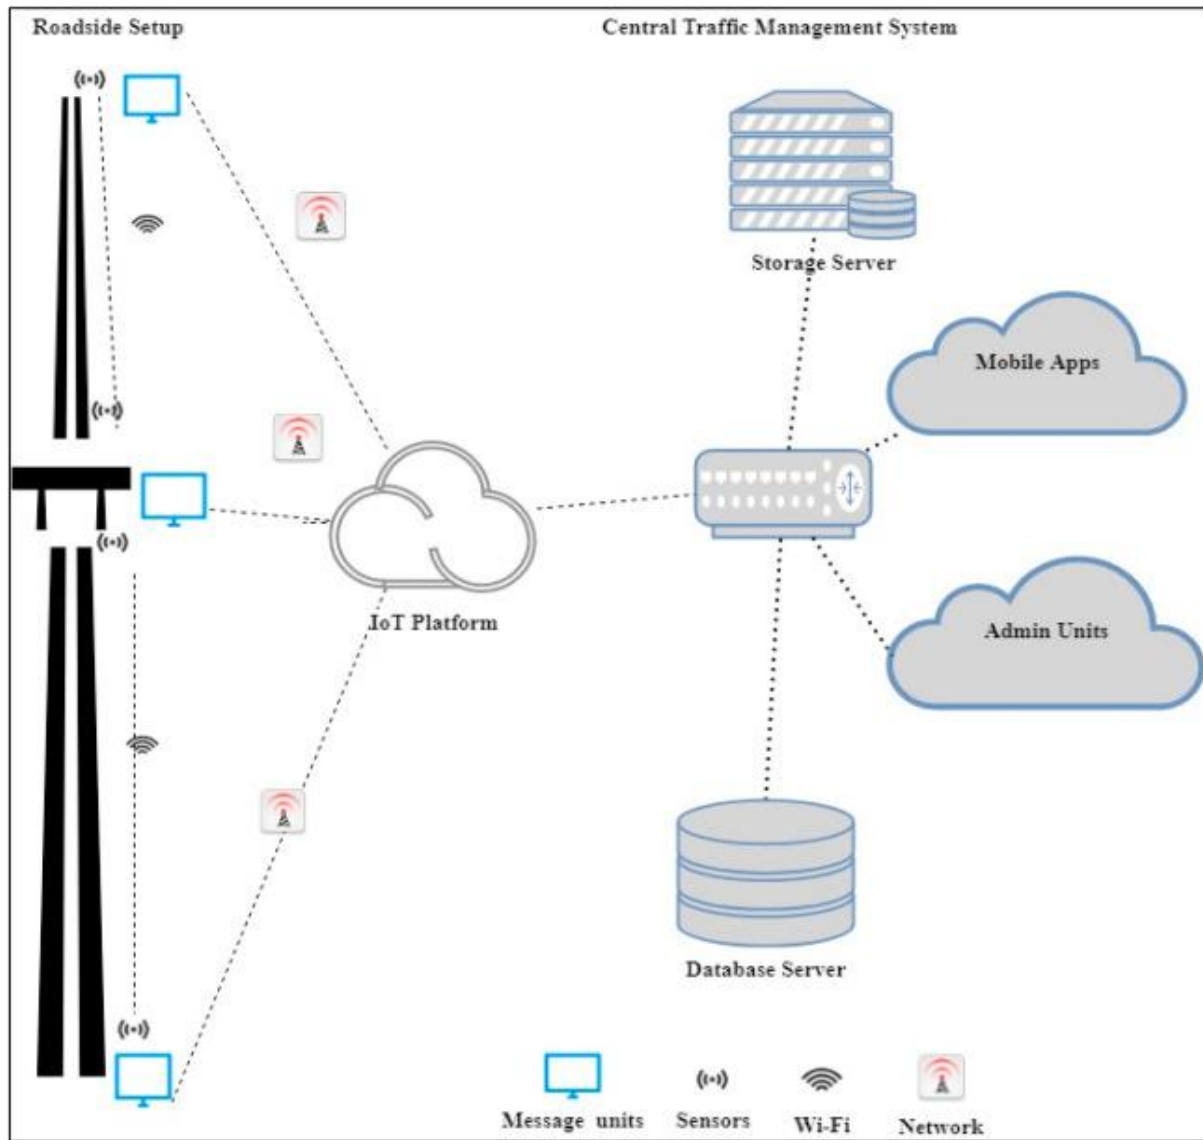 Roadside Setup
Central Traffic Management System
Storage Server
Mobile Apps
IoT Platform
Admin Units
Database Server
Message units
Sensors
Wi-Fi
Network